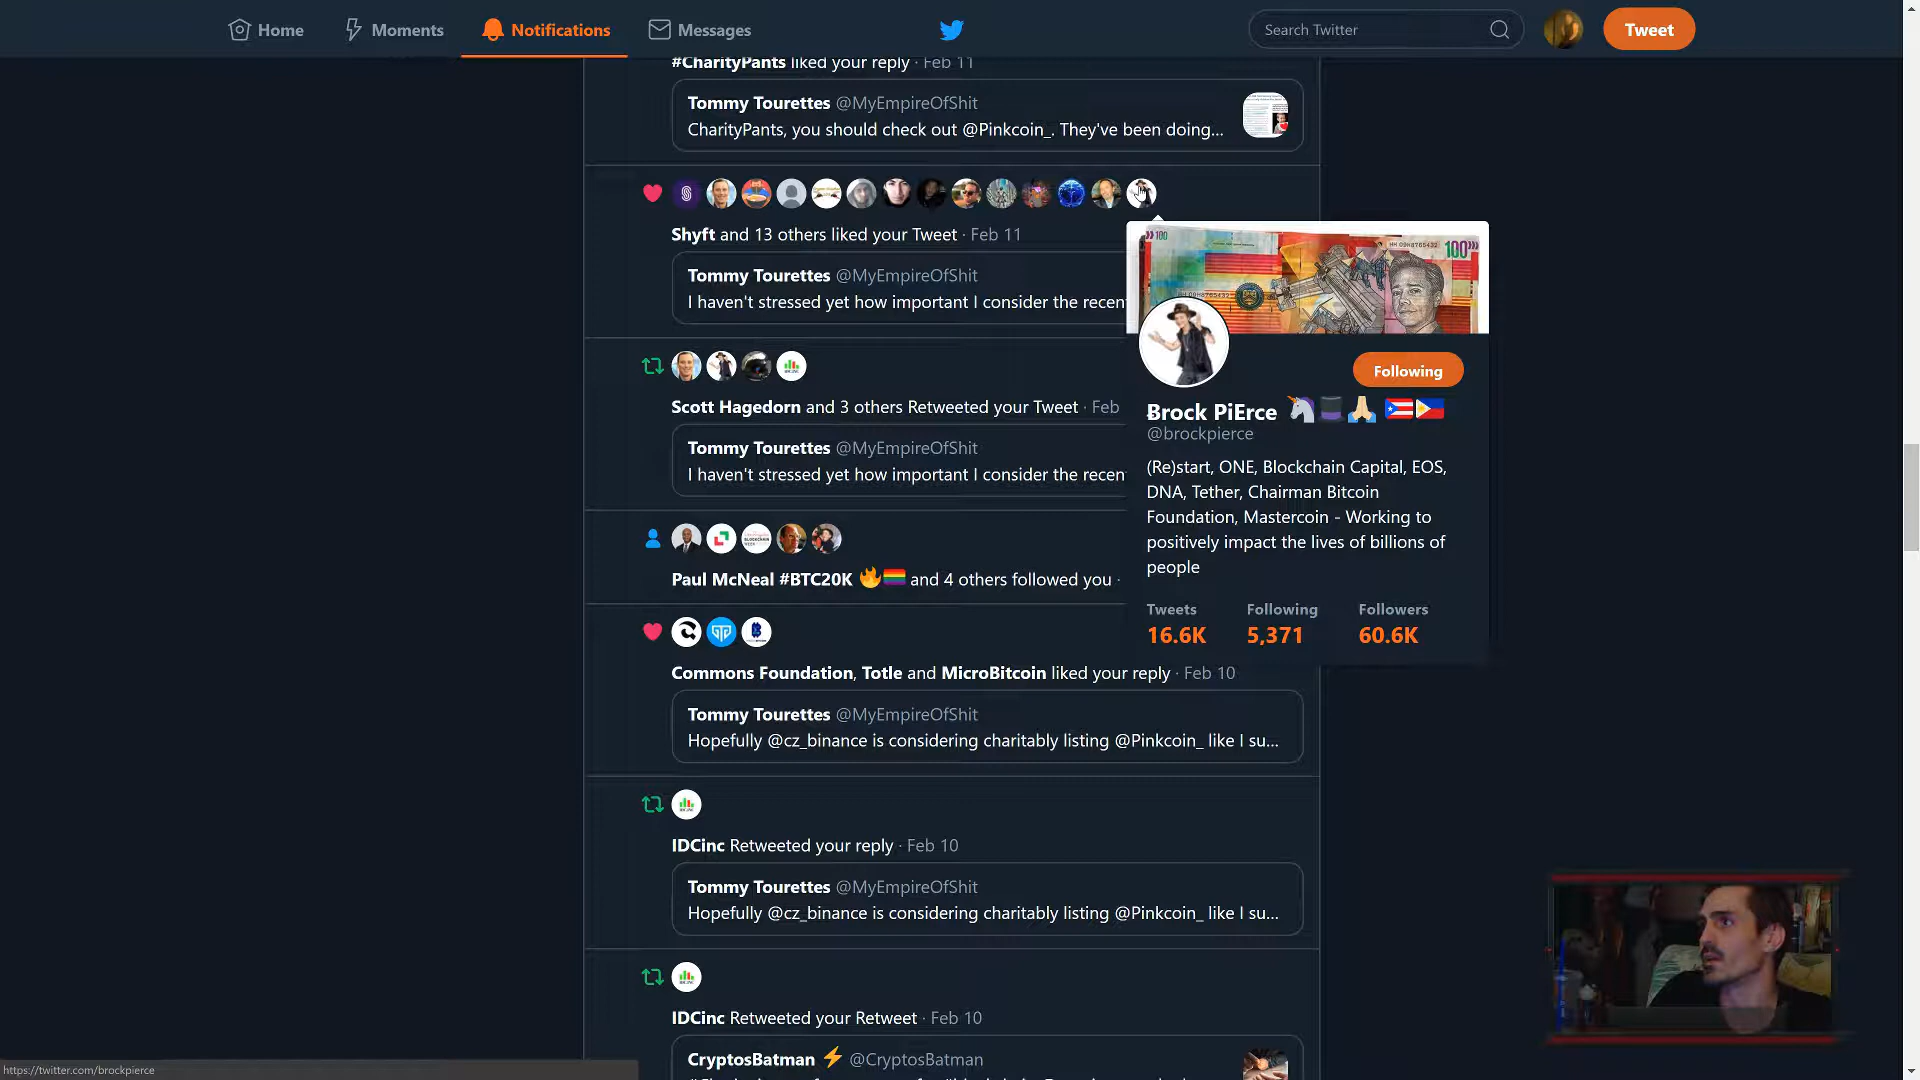 Home
Moments
Notifications
Messages
Search Twitter
Tweet
#CharityPants liked your reply · Feb 11
Tommy Tourettes @MyEmpireOfShit
CharityPants, you should check out @Pinkcoin_. They've been doing...
Shyft and 13 others liked your Tweet · Feb 11
Tommy Tourettes @MyEmpireOfShit
I haven't stressed yet how important I consider the recen
Scott Hagedorn and 3 others Retweeted your Tweet · Feb
Tommy Tourettes @MyEmpireOfShit
I haven't stressed yet how important I consider the recen
Paul McNeal #BTC20K 🔥🏳️‍🌈 and 4 others followed you ·
Commons Foundation, Totle and MicroBitcoin liked your reply · Feb 10
Tommy Tourettes @MyEmpireOfShit
Hopefully @cz_binance is considering charitably listing @Pinkcoin_ like I su...
IDCinc Retweeted your reply · Feb 10
Tommy Tourettes @MyEmpireOfShit
Hopefully @cz_binance is considering charitably listing @Pinkcoin_ like I su...
IDCinc Retweeted your Retweet · Feb 10
CryptosBatman ⚡ @CryptosBatman
100
100
Following
Ƀrock PiErce 🦄🎩🙏🏼 🇵🇷🇵🇭
@brockpierce
(Re)start, ONE, Blockchain Capital, EOS,
DNA, Tether, Chairman Bitcoin
Foundation, Mastercoin - Working to
positively impact the lives of billions of
people
Tweets Following Followers
16.6K 5,371 60.6K
https://twitter.com/brockpierce